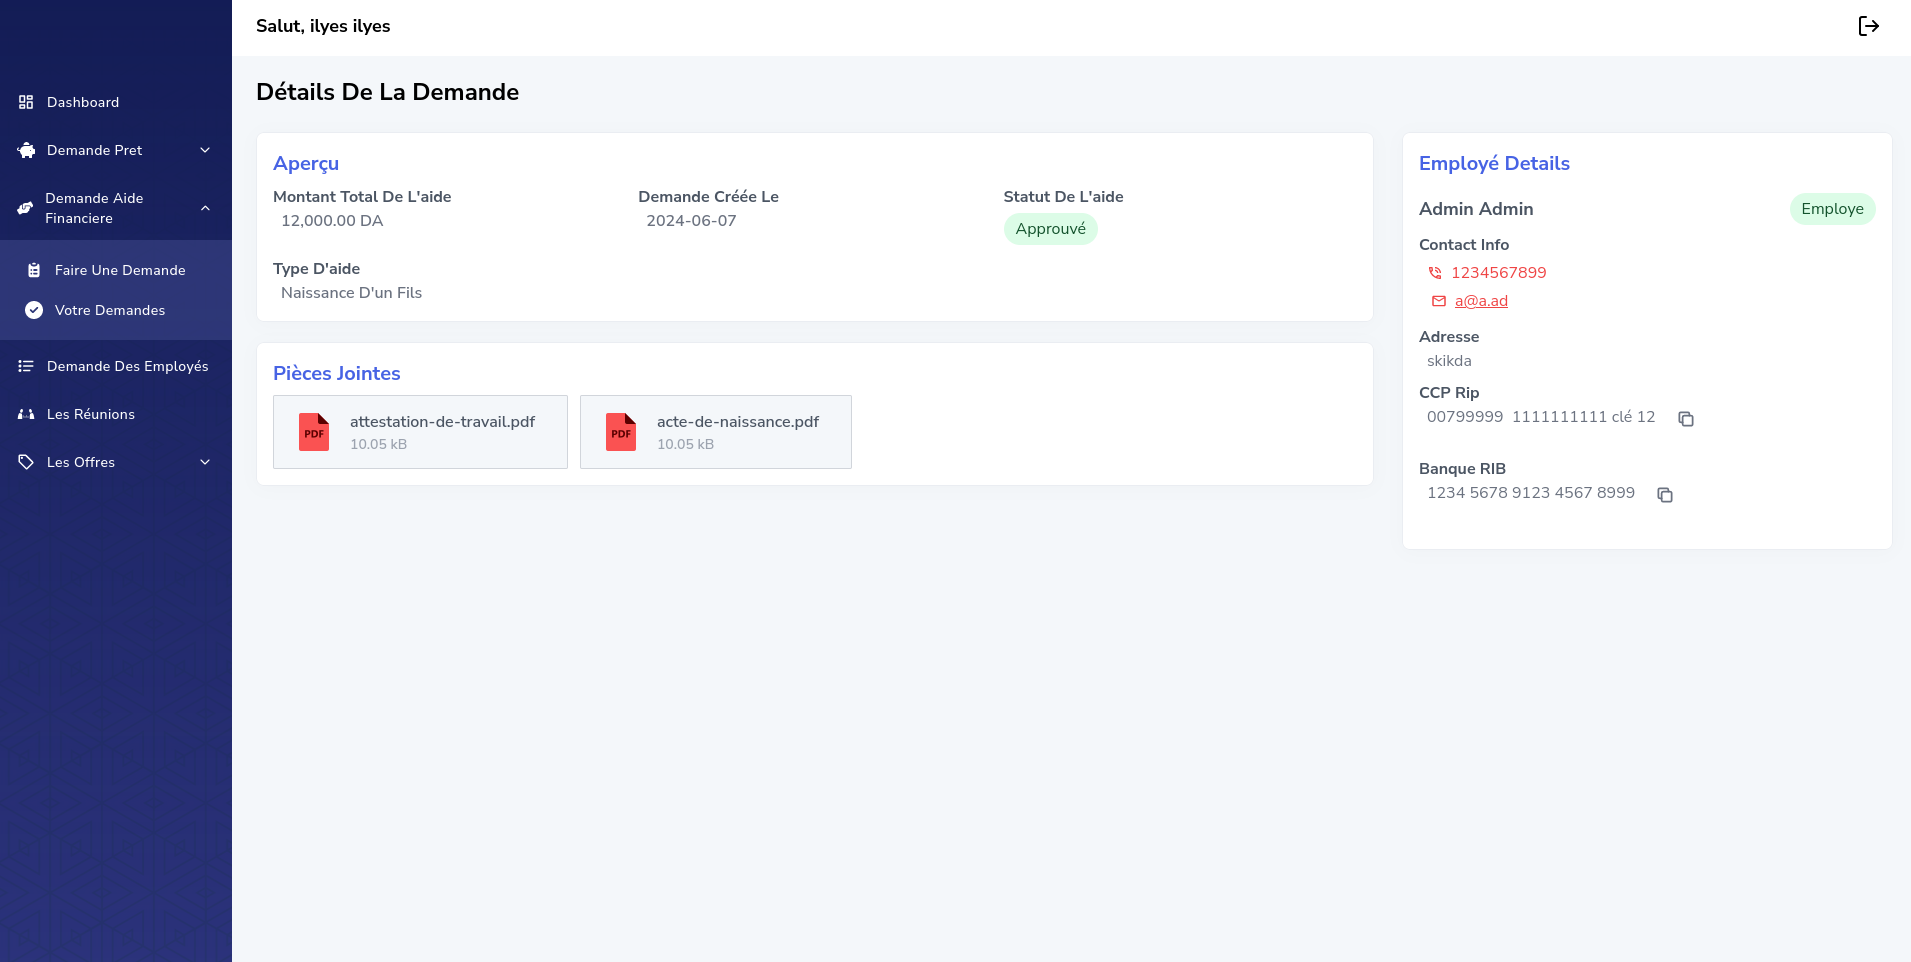 Salut, ilyes ilyes
Dashboard
Demande Pret
Demande Aide
Financiere
Faire Une Demande
Votre Demandes
Demande Des Employés
Les Réunions
Les Offres
Détails De La Demande
Aperçu
Montant Total De L'aide
12,000.00 DA
Demande Créée Le
2024-06-07
Statut De L'aide
Approuvé
Type D'aide
Naissance D'un Fils
Pièces Jointes
PDF
attestation-de-travail.pdf
10.05 kB
PDF
acte-de-naissance.pdf
10.05 kB
Employé Details
Admin Admin
Employe
Contact Info
1234567899
a@a.ad
Adresse
skikda
CCP Rip
00799999 1111111111 clé 12
Banque RIB
1234 5678 9123 4567 8999